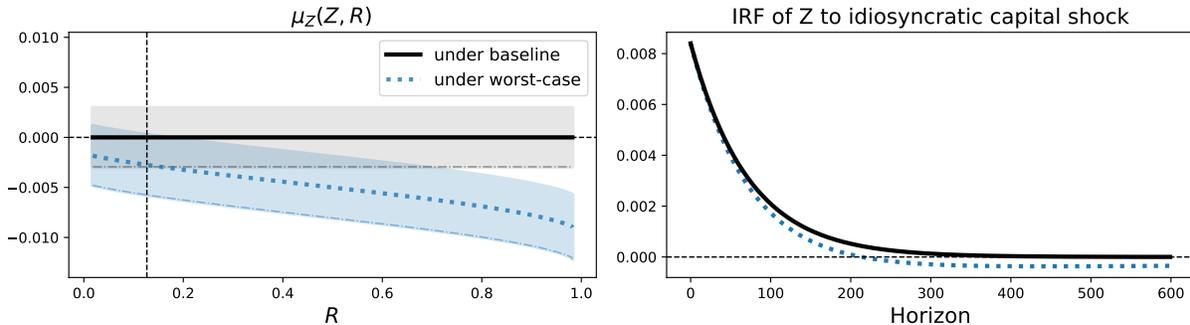 μ_Z(Z, R)
0.010
0.005
0.000
−0.005
−0.010
under baseline
under worst-case
0.0 0.2 0.4 0.6 0.8 1.0
R
IRF of Z to idiosyncratic capital shock
0.008
0.006
0.004
0.002
0.000
0 100 200 300 400 500 600
Horizon